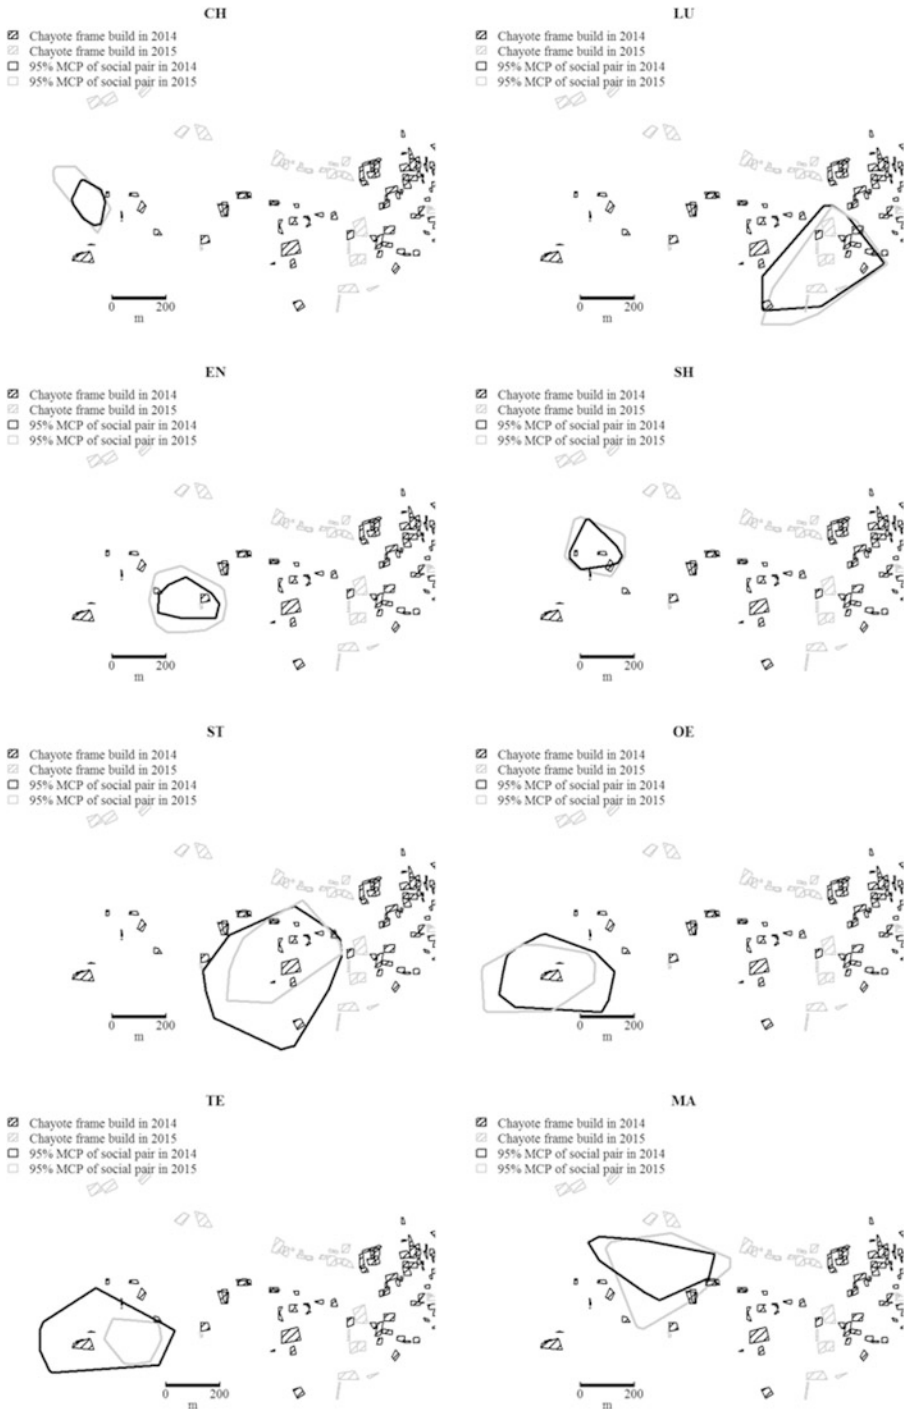 CH
Chayote frame build in 2014
Chayote frame build in 2015
95% MCP of social pair in 2014
95% MCP of social pair in 2015
0 200
m
LU
Chayote frame build in 2014
Chayote frame build in 2015
95% MCP of social pair in 2014
95% MCP of social pair in 2015
0 200
m
EN
Chayote frame build in 2014
Chayote frame build in 2015
95% MCP of social pair in 2014
95% MCP of social pair in 2015
0 200
m
SH
Chayote frame build in 2014
Chayote frame build in 2015
95% MCP of social pair in 2014
95% MCP of social pair in 2015
0 200
m
ST
Chayote frame build in 2014
Chayote frame build in 2015
95% MCP of social pair in 2014
95% MCP of social pair in 2015
0 200
m
OE
Chayote frame build in 2014
Chayote frame build in 2015
95% MCP of social pair in 2014
95% MCP of social pair in 2015
0 200
m
TE
Chayote frame build in 2014
Chayote frame build in 2015
95% MCP of social pair in 2014
95% MCP of social pair in 2015
0 200
m
MA
Chayote frame build in 2014
Chayote frame build in 2015
95% MCP of social pair in 2014
95% MCP of social pair in 2015
0 200
m